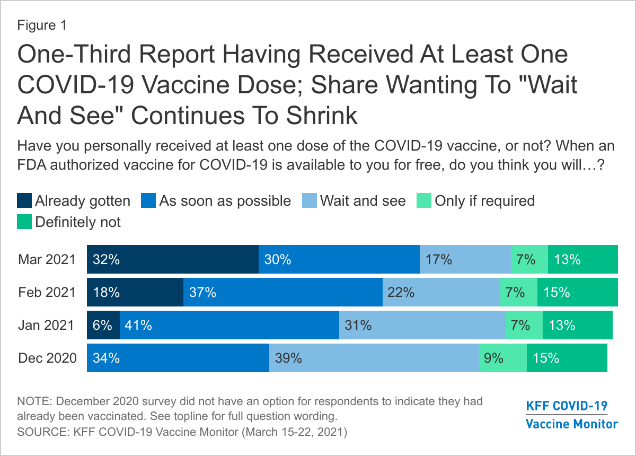 Figure 1
One-Third Report Having Received At Least One
COVID-19 Vaccine Dose; Share Wanting To "Wait
And See" Continues To Shrink
Have you personally received at least one dose of the COVID-19 vaccine, or not? When an
FDA authorized vaccine for COVID-19 is available to you for free, do you think you will…?
Already gotten As soon as possible Wait and see Only if required
Definitely not
Mar 2021 32% 30% 17% 7% 13%
Feb 2021 18% 37% 22% 7% 15%
Jan 2021 6% 41% 31% 7% 13%
Dec 2020 34% 39% 9% 15%
NOTE: December 2020 survey did not have an option for respondents to indicate they had
already been vaccinated. See topline for full question wording.
SOURCE: KFF COVID-19 Vaccine Monitor (March 15-22, 2021)
KFF COVID-19
Vaccine Monitor